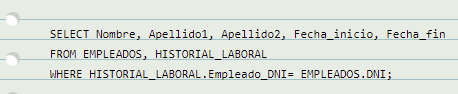 SELECT Nombre, Apellido1, Apellido2, Fecha_inicio, Fecha_fin
FROM EMPLEADOS, HISTORIAL_LABORAL
WHERE HISTORIAL_LABORAL.Empleado_DNI= EMPLEADOS.DNI;